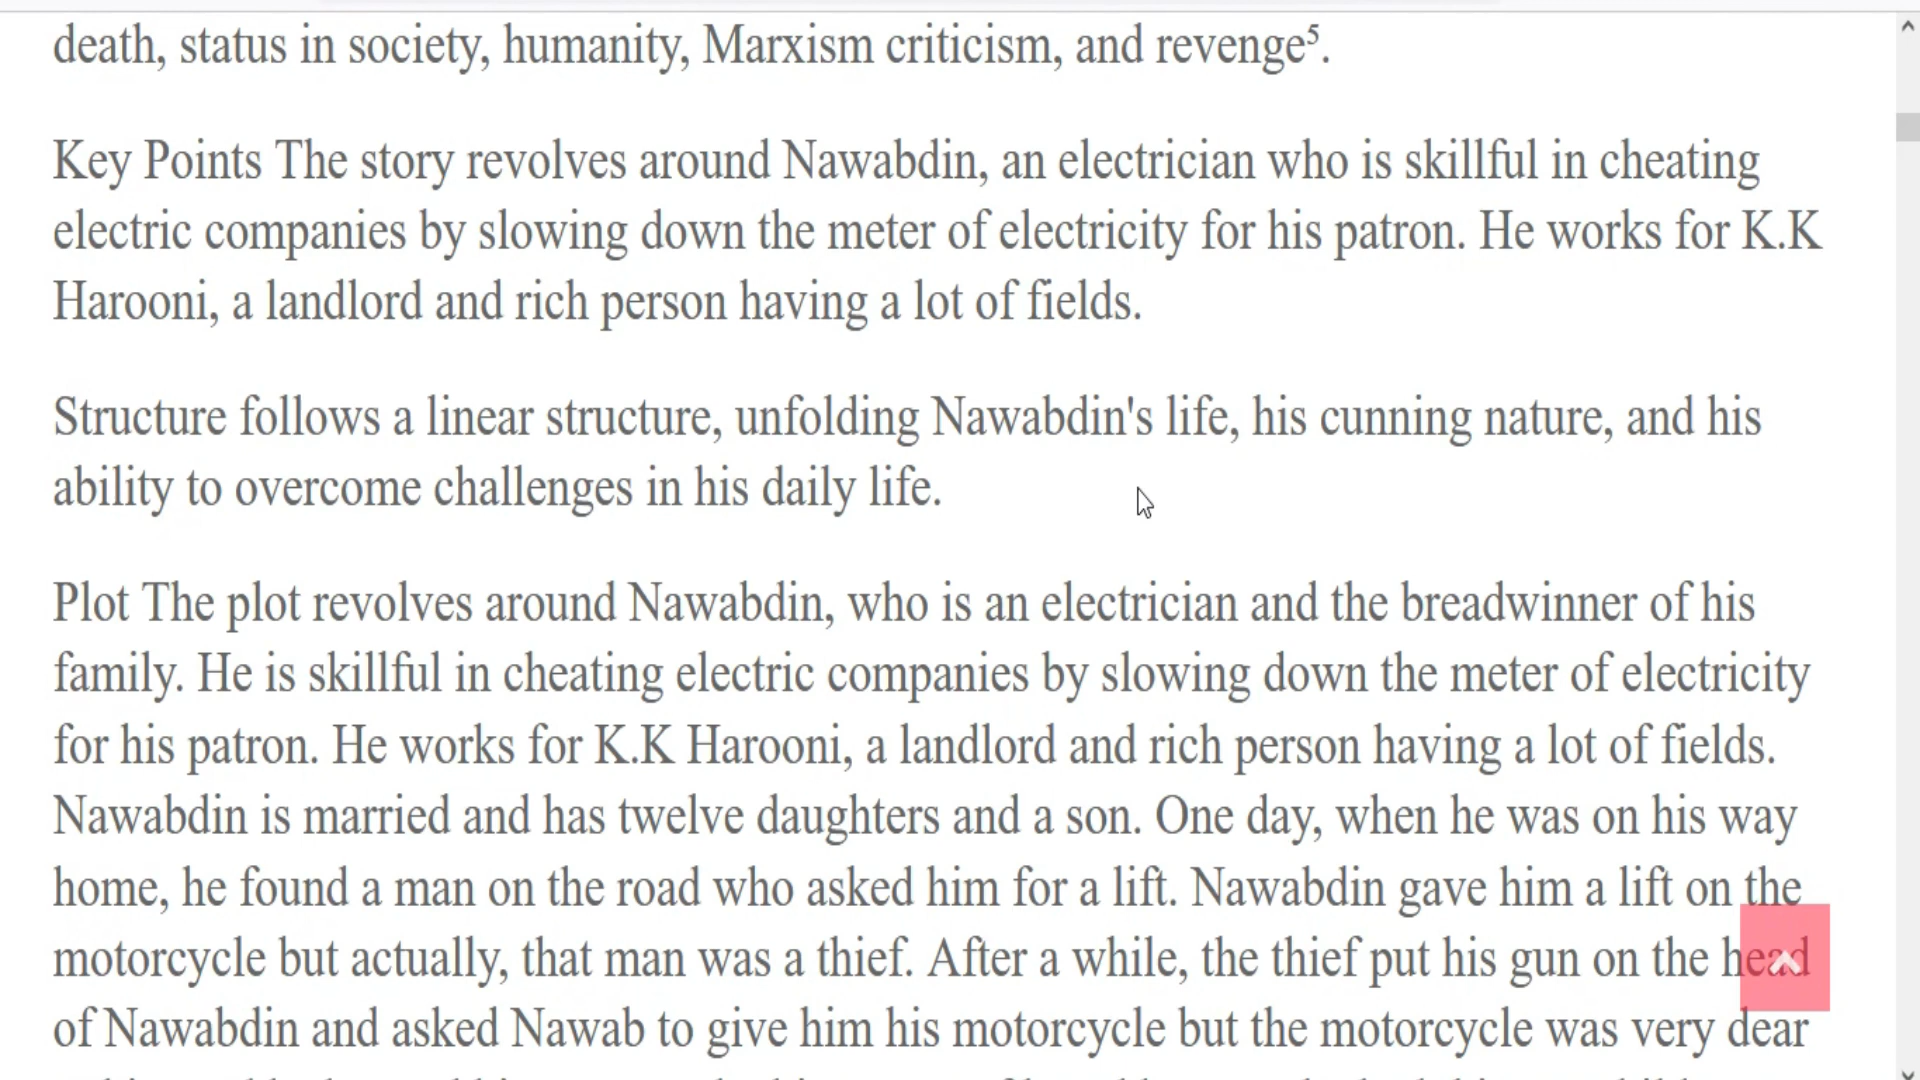 death, status in society, humanity, Marxism criticism, and revenge⁵.
Key Points The story revolves around Nawabdin, an electrician who is skillful in cheating
electric companies by slowing down the meter of electricity for his patron. He works for K.K
Harooni, a landlord and rich person having a lot of fields.
Structure follows a linear structure, unfolding Nawabdin's life, his cunning nature, and his
ability to overcome challenges in his daily life.
Plot The plot revolves around Nawabdin, who is an electrician and the breadwinner of his
family. He is skillful in cheating electric companies by slowing down the meter of electricity
for his patron. He works for K.K Harooni, a landlord and rich person having a lot of fields.
Nawabdin is married and has twelve daughters and a son. One day, when he was on his way
home, he found a man on the road who asked him for a lift. Nawabdin gave him a lift on the
motorcycle but actually, that man was a thief. After a while, the thief put his gun on the head
of Nawabdin and asked Nawab to give him his motorcycle but the motorcycle was very dear